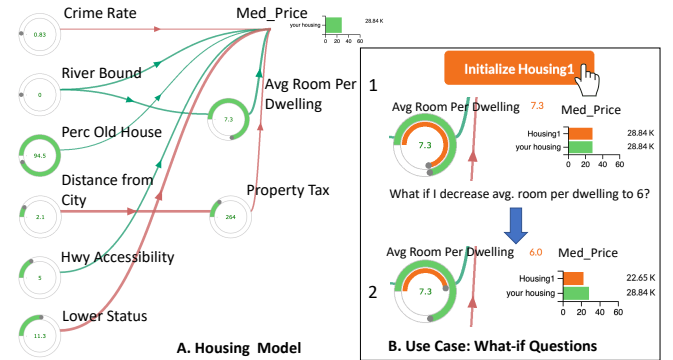 Crime Rate
0.83
River Bound
0
Perc Old House
94.5
Distance from
City
2.1
Hwy Accessibility
5
Lower Status
11.3
Med_Price
your housing
28.84 K
0 20 40 60
Avg Room Per
Dwelling
7.3
Property Tax
264
A. Housing Model
Initialize Housing1
1
Avg Room Per Dwelling 7.3
7.3
Med_Price
Housing1 28.84 K
your housing 28.84 K
0 20 40 60
What if I decrease avg. room per dwelling to 6?
2
Avg Room Per Dwelling 6.0
7.3
Med_Price
Housing1 22.65 K
your housing 28.84 K
0 20 40 60
B. Use Case: What-if Questions